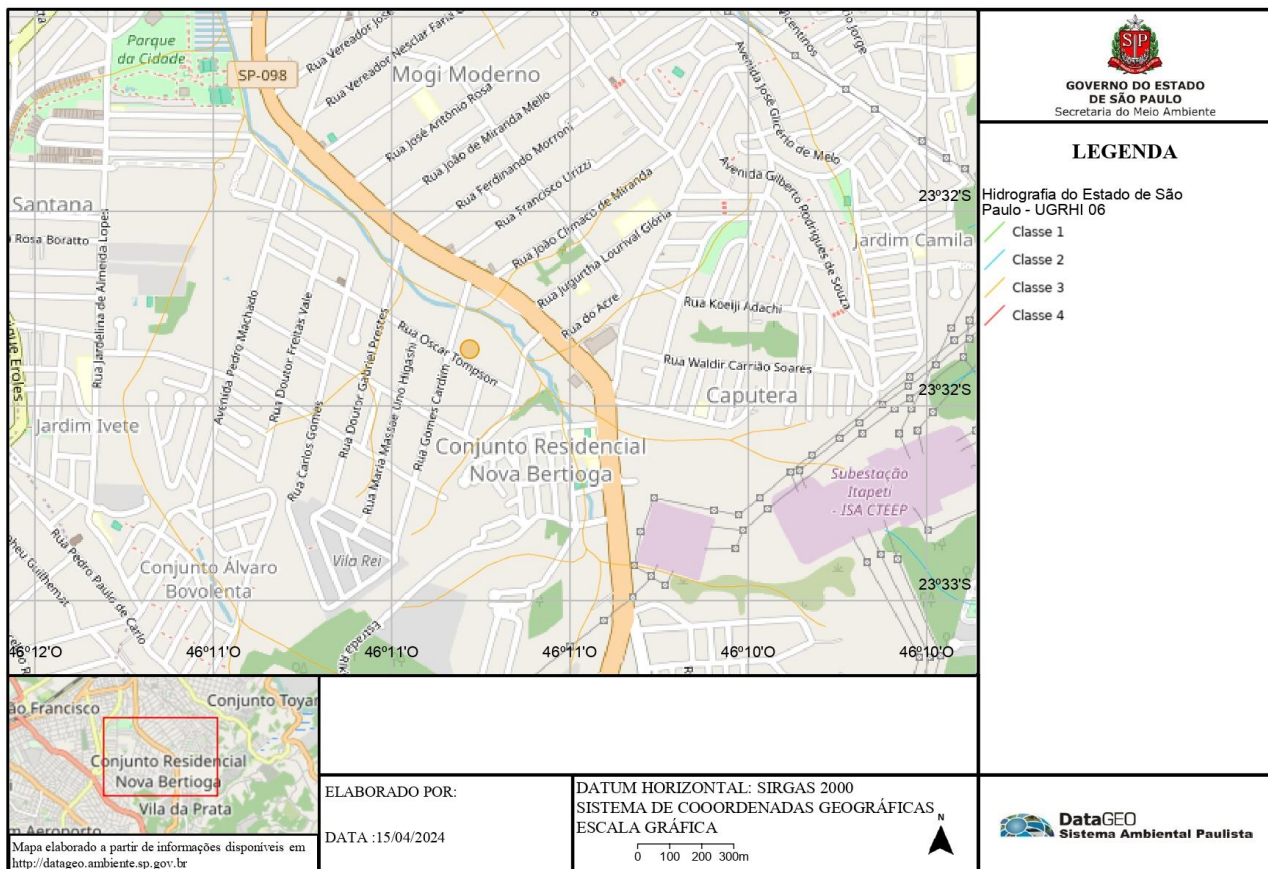 Parque
da Cidade
SP-098
Rua Vereador José
Rua Vereador Nesclar Faria
Mogi Moderno
Rua José Antônio Rosa
Rua João de Miranda Mello
Rua Ferdinando Morroni
Rua Francisco Urizzi
Rua João Climaco de Miranda
Rua Jugurtha Lourival Glória
Rua do Acre
Avenida José Glicério de Melo
Avenida Gilberto Rodrigues de Souza
Jorge
23º32'S
Jardim Camila
Santana
a Rosa Boratto
Rua Jardelina de Almeida Lopes
que Eroles
Avenida Pedro Machado
Rua Doutor Freitas Vale
Rua Doutor Gabriel Prestes
Rua Carlos Gomes
Rua Maria Massae Uno Higashi
Rua Gomes Cardim
Rua Oscar Tompson
Rua Koeiji Adachi
Rua Waldir Carrião Soares
Caputera
23º32'S
Jardim Ivete
Conjunto Residencial
Nova Bertioga
Subestação
Itapeti
- ISA CTEEP
Vila Rei
Rua Pedro Paulo de Carlo
Conjunto Álvaro
Bovolenta
23º33'S
46º12'O
46º11'O
46º11'O
46º11'O
46º10'O
46º10'O
GOVERNO DO ESTADO
DE SÃO PAULO
Secretaria do Meio Ambiente
LEGENDA
Hidrografia do Estado de São
Paulo - UGRHI 06
Classe 1
Classe 2
Classe 3
Classe 4
ão Francisco
Conjunto Toyar
Conjunto Residencial
Nova Bertioga
Vila da Prata
m Aeroporto
Mapa elaborado a partir de informações disponíveis em
http://datageo.ambiente.sp.gov.br
ELABORADO POR:
DATA :15/04/2024
DATUM HORIZONTAL: SIRGAS 2000
SISTEMA DE COOORDENADAS GEOGRÁFICAS
ESCALA GRÁFICA
0 100 200 300m
N
DataGEO
Sistema Ambiental Paulista